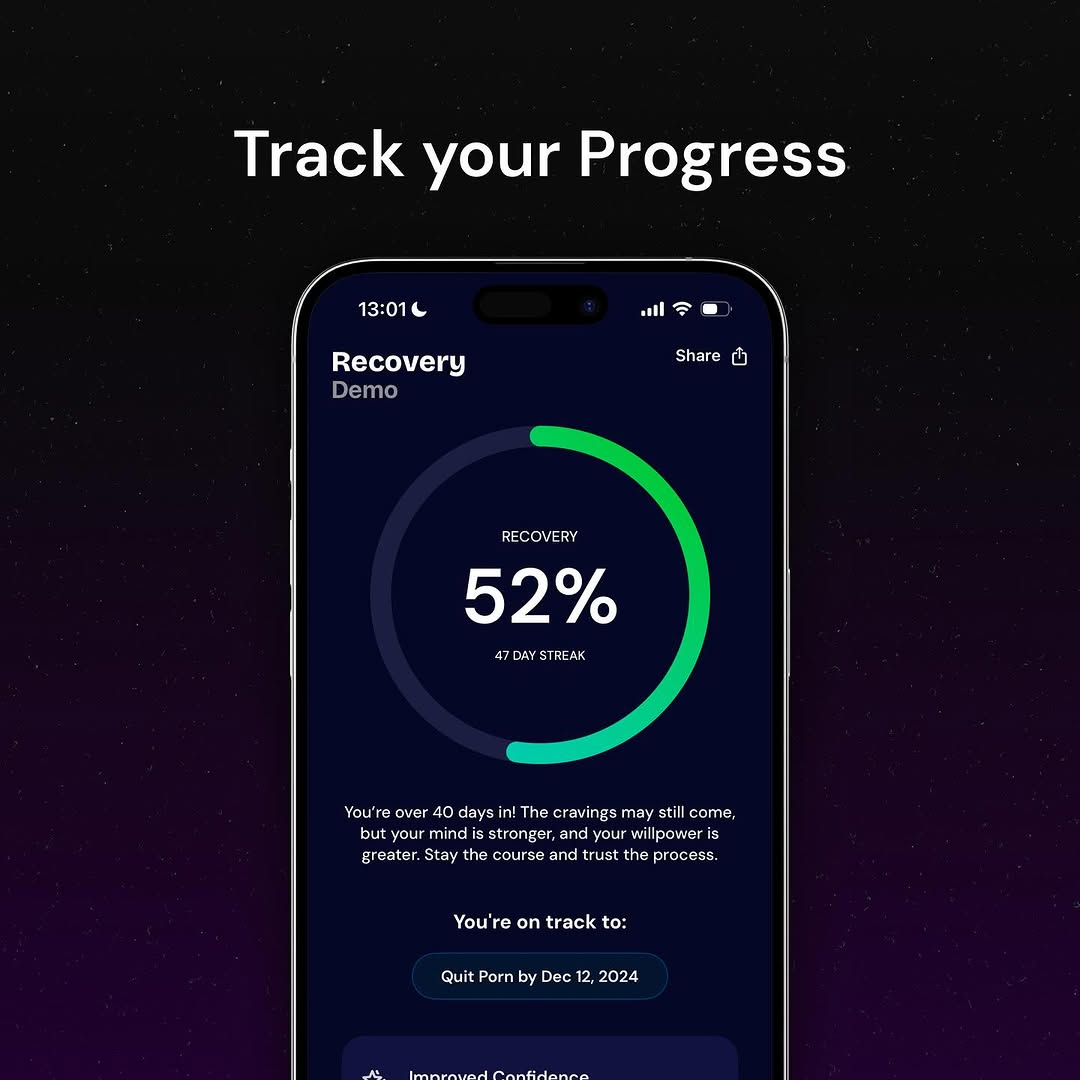 Track your Progress
13:01
Recovery
Share
Demo
RECOVERY
52%
47 DAY STREAK
You’re over 40 days in! The cravings may still come,
but your mind is stronger, and your willpower is
greater. Stay the course and trust the process.
You're on track to:
Quit Porn by Dec 12, 2024
Improved Confidence